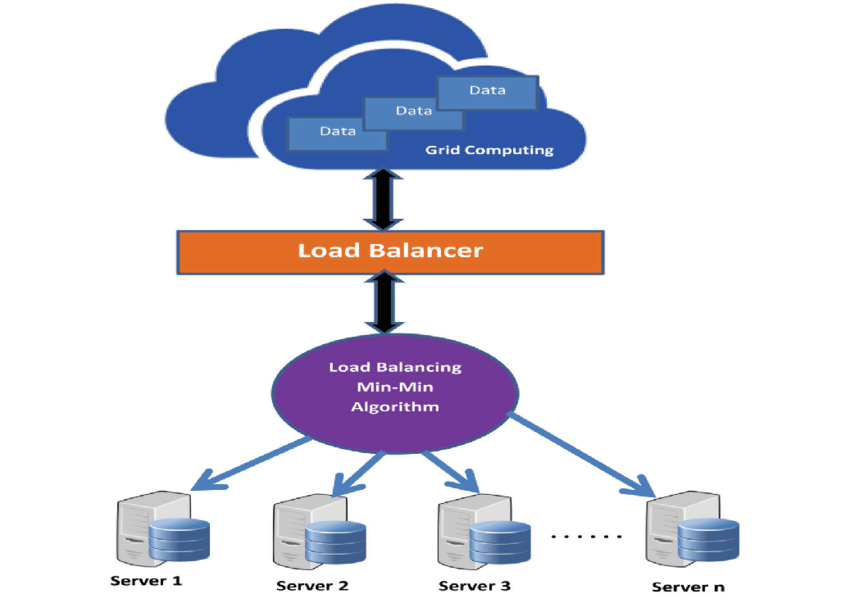 Data
Data
Data
Grid Computing
Load Balancer
Load Balancing
Min-Min
Algorithm
Server 1
Server 2
Server 3
......
Server n